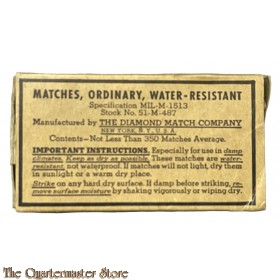 MATCHES, ORDINARY, WATER-RESISTANT
Specification MIL-M-1513
Stock No. 51-M-487
Manufactured by THE DIAMOND MATCH COMPANY
NEW YORK, N.Y., U.S.A.
Contents—Not Less Than 350 Matches Average.
IMPORTANT INSTRUCTIONS. Especially for use in damp
climates. Keep as dry as possible. These matches are water-
resistant, not waterproof. If matches will not light, dry them
in sunlight or a warm dry place.
Strike on any hard dry surface. If damp before striking, re-
move surface moisture by shaking vigorously or wiping dry.
The Quartermaster Store